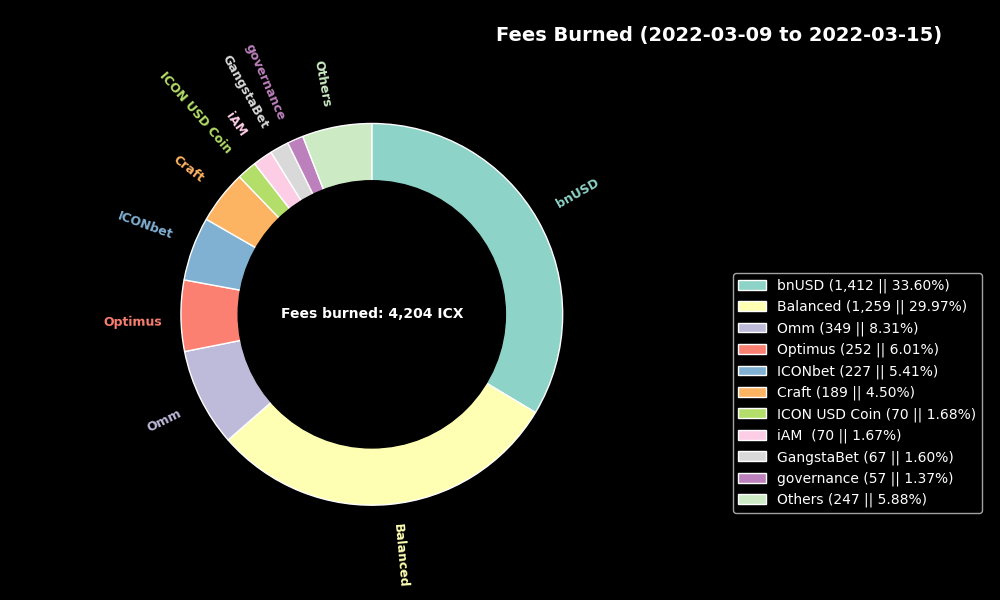 Fees Burned (2022-03-09 to 2022-03-15)
Others
governance
GangstaBet
iAM
ICON USD Coin
Craft
ICONbet
Optimus
Omm
Balanced
bnUSD
Fees burned: 4,204 ICX
bnUSD (1,412 || 33.60%)
Balanced (1,259 || 29.97%)
Omm (349 || 8.31%)
Optimus (252 || 6.01%)
ICONbet (227 || 5.41%)
Craft (189 || 4.50%)
ICON USD Coin (70 || 1.68%)
iAM  (70 || 1.67%)
GangstaBet (67 || 1.60%)
governance (57 || 1.37%)
Others (247 || 5.88%)